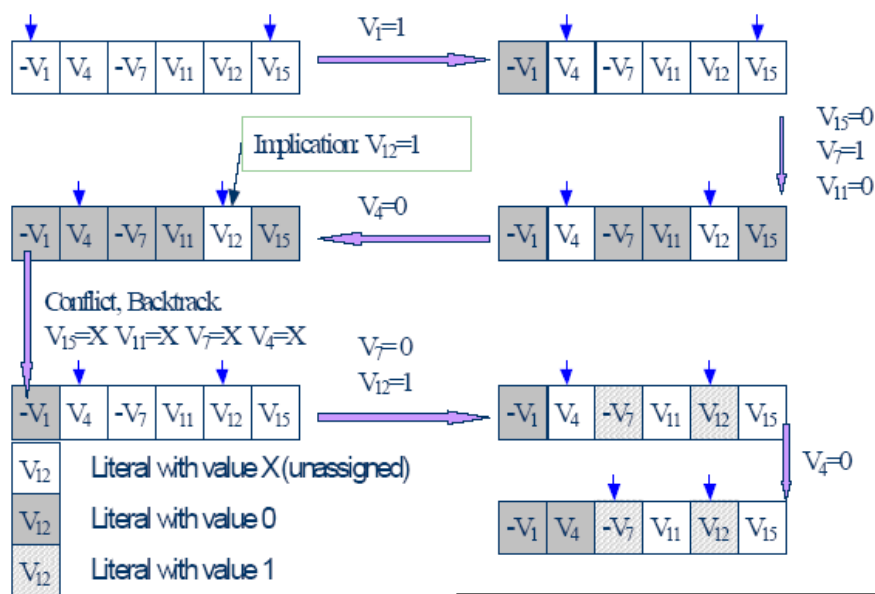 V₁=1
-V₁ V₄ -V₇ V₁₁ V₁₂ V₁₅
-V₁ V₄ -V₇ V₁₁ V₁₂ V₁₅
V₁₅=0
V₇=1
V₁₁=0
Implication: V₁₂=1
V₄=0
-V₁ V₄ -V₇ V₁₁ V₁₂ V₁₅
-V₁ V₄ -V₇ V₁₁ V₁₂ V₁₅
Conflict, Backtrack.
V₁₅=X V₁₁=X V₇=X V₄=X
V₇=0
V₁₂=1
-V₁ V₄ -V₇ V₁₁ V₁₂ V₁₅
-V₁ V₄ -V₇ V₁₁ V₁₂ V₁₅
V₄=0
-V₁ V₄ -V₇ V₁₁ V₁₂ V₁₅
V₁₂ Literal with value X (unassigned)
V₁₂ Literal with value 0
V₁₂ Literal with value 1